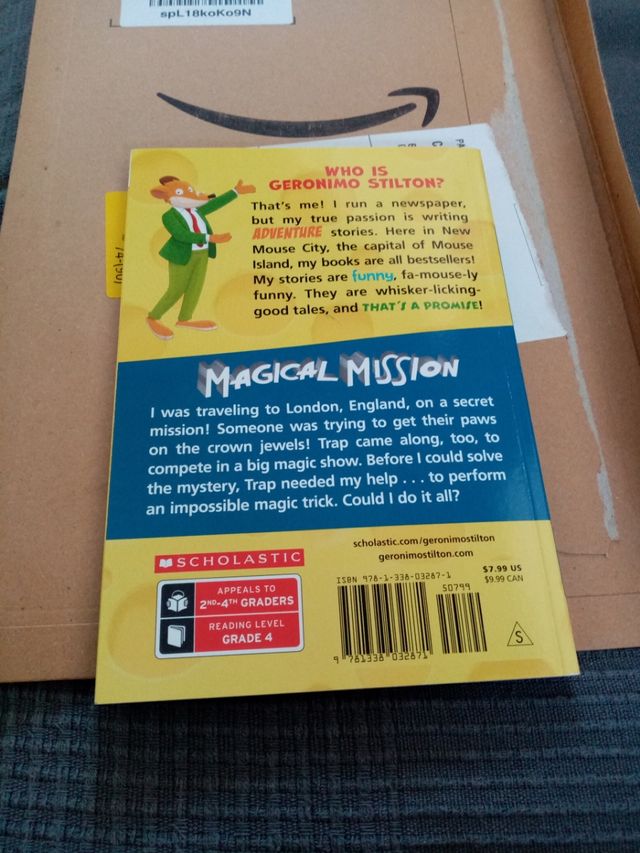 spL18koKo9N
WHO IS
GERONIMO STILTON?
That's me! I run a newspaper,
but my true passion is writing
ADVENTURE stories. Here in New
Mouse City, the capital of Mouse
Island, my books are all bestsellers!
My stories are funny, fa-mouse-ly
funny. They are whisker-licking-
good tales, and THAT'S A PROMISE!
MAGICAL MISSION
I was traveling to London, England, on a secret
mission! Someone was trying to get their paws
on the crown jewels! Trap came along, too, to
compete in a big magic show. Before I could solve
the mystery, Trap needed my help . . . to perform
an impossible magic trick. Could I do it all?
SCHOLASTIC
APPEALS TO
2ND-4TH GRADERS
READING LEVEL
GRADE 4
scholastic.com/geronimostilton
geronimostilton.com
ISBN 978-1-338-03287-1
$7.99 US
$9.99 CAN
50799
9 781338 032871
S